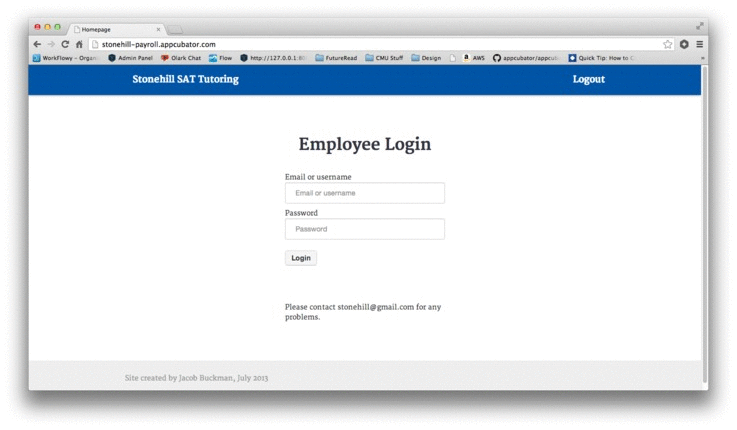 Homepage
stonehill-payroll.appcubator.com
WorkFlowy - Organi Admin Panel Olark Chat Flow http://127.0.0.1:80 FutureRead CMU Stuff Design AWS appcubator/appcub Quick Tip: How to C »
Stonehill SAT Tutoring Logout
Employee Login
Email or username
Email or username
Password
Password
Login
Please contact stonehill@gmail.com for any
problems.
Site created by Jacob Buckman, July 2013